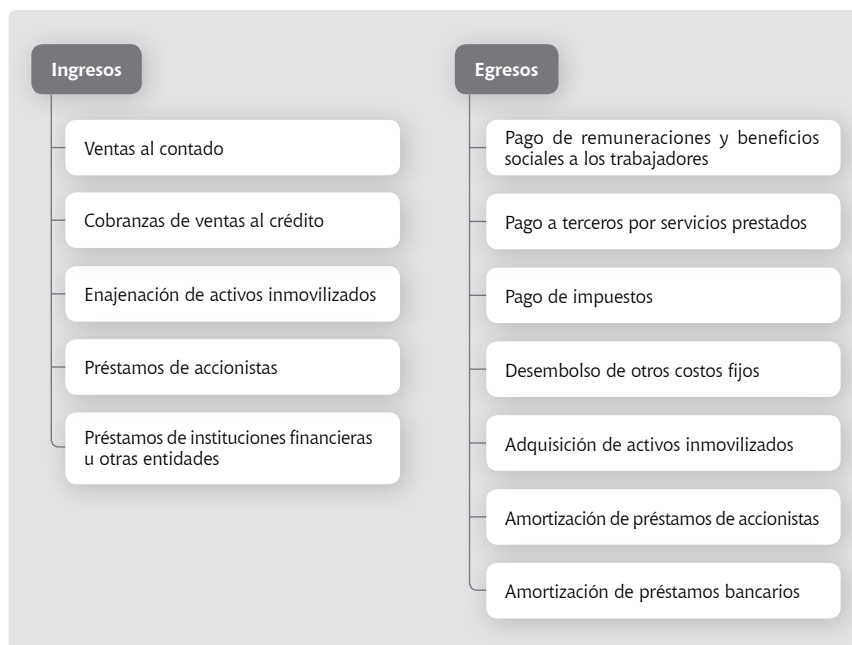 Ingresos
Ventas al contado
Cobranzas de ventas al crédito
Enajenación de activos inmovilizados
Préstamos de accionistas
Préstamos de instituciones financieras
u otras entidades
Egresos
Pago de remuneraciones y beneficios
sociales a los trabajadores
Pago a terceros por servicios prestados
Pago de impuestos
Desembolso de otros costos fijos
Adquisición de activos inmovilizados
Amortización de préstamos de accionistas
Amortización de préstamos bancarios